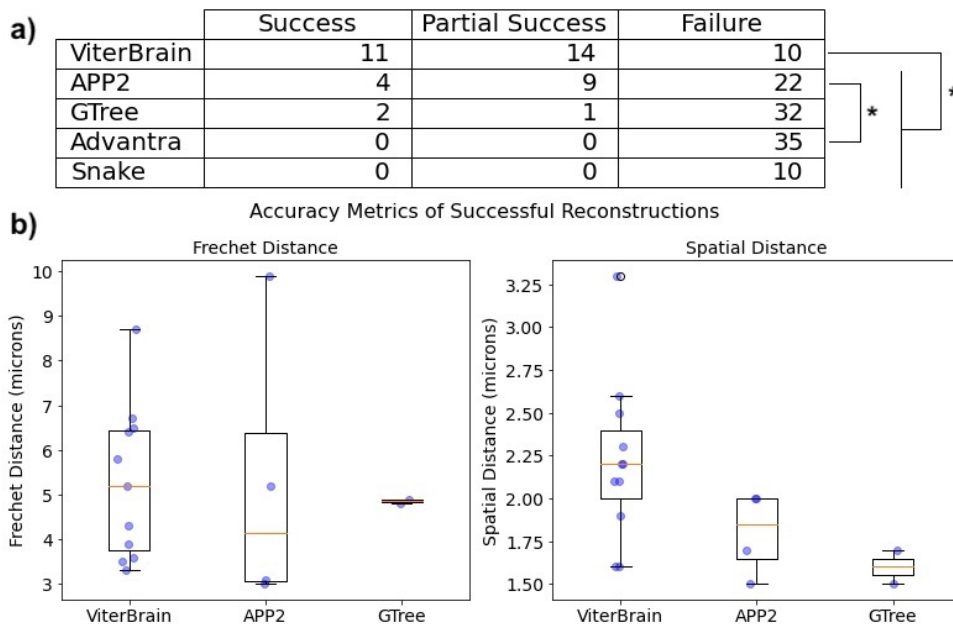 a)
Success Partial Success Failure
ViterBrain 11 14 10
APP2 4 9 22
GTree 2 1 32
Advantra 0 0 35
Snake 0 0 10
*
*
b)
Accuracy Metrics of Successful Reconstructions
Frechet Distance
Frechet Distance (microns)
10
9
8
7
6
5
4
3
ViterBrain APP2 GTree
Spatial Distance
Spatial Distance (microns)
3.25
3.00
2.75
2.50
2.25
2.00
1.75
1.50
ViterBrain APP2 GTree